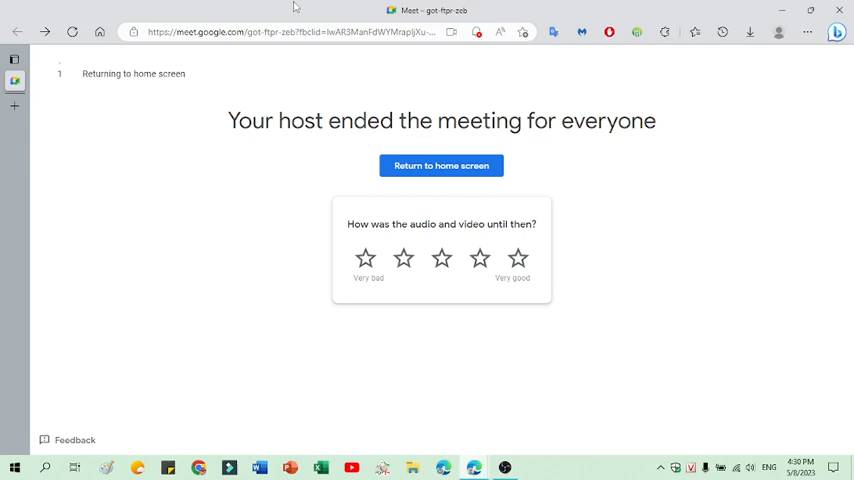 Meet – got-ftpr-zeb
https://meet.google.com/got-ftpr-zeb?fbclid=IwAR3ManFdWYMrapIjXu-...
1 Returning to home screen
Your host ended the meeting for everyone
Return to home screen
How was the audio and video until then?
Very bad Very good
Feedback
ENG
4:30 PM
5/8/2023